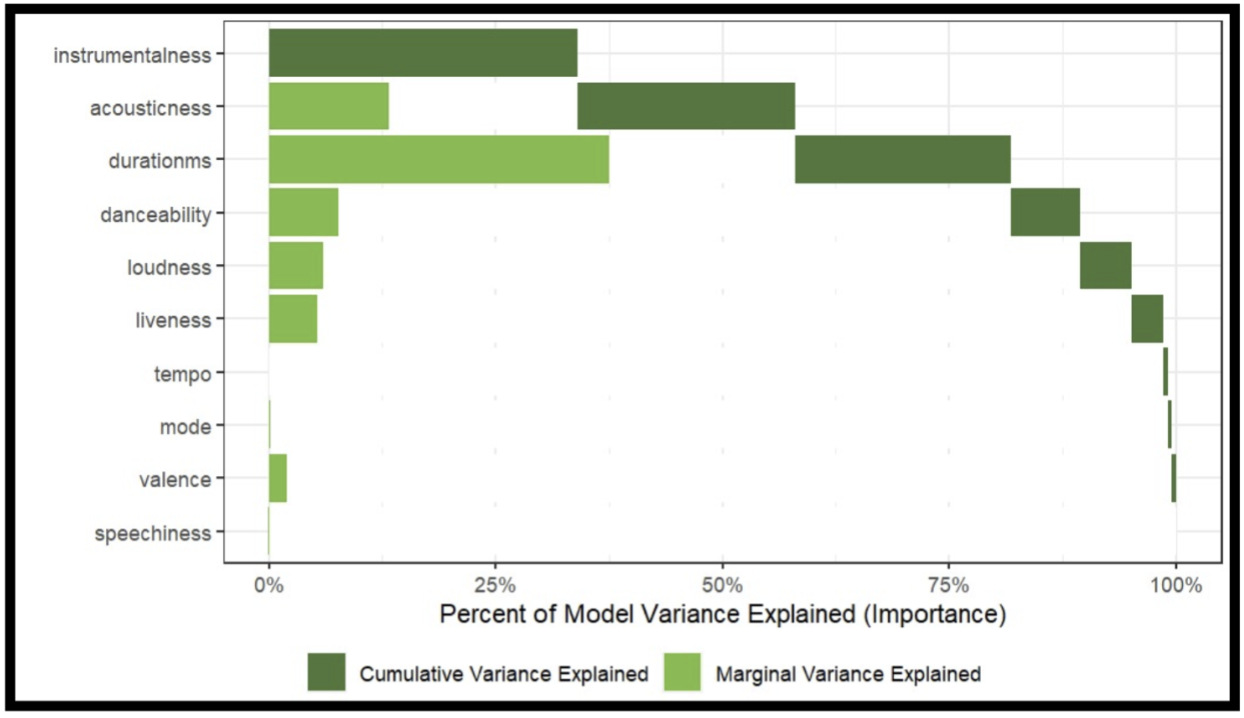 instrumentalness
acousticness
durationms
danceability
loudness
liveness
tempo
mode
valence
speechiness
0% 25% 50% 75% 100%
Percent of Model Variance Explained (Importance)
Cumulative Variance Explained Marginal Variance Explained